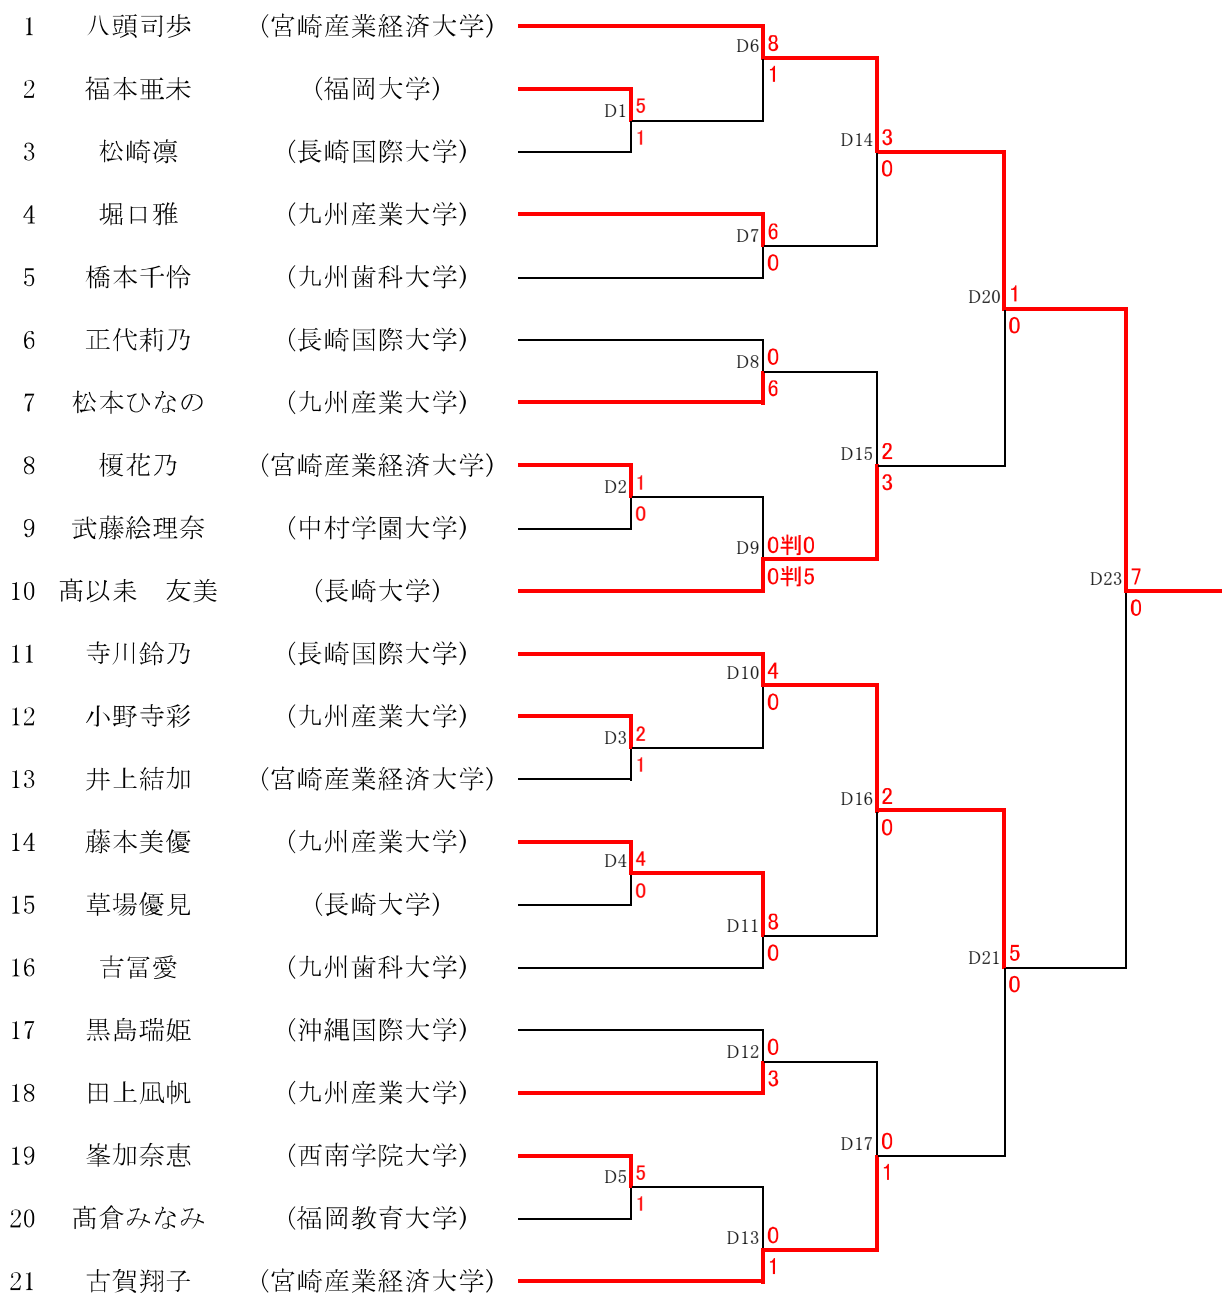 1 八頭司歩 (宮崎産業経済大学)
D6 8
1
2 福本亜未 (福岡大学)
D1 5
1
3 松崎凛 (長崎国際大学)
D14 3
0
4 堀口雅 (九州産業大学)
D7 6
0
5 橋本千怜 (九州歯科大学)
D20 1
0
6 正代莉乃 (長崎国際大学)
D8 0
6
7 松本ひなの (九州産業大学)
D15 2
3
8 榎花乃 (宮崎産業経済大学)
D2 1
0
9 武藤絵理奈 (中村学園大学)
D9 0判0
0判5
10 髙以耒 友美 (長崎大学)
D23 7
0
11 寺川鈴乃 (長崎国際大学)
D10 4
0
12 小野寺彩 (九州産業大学)
D3 2
1
13 井上結加 (宮崎産業経済大学)
D16 2
0
14 藤本美優 (九州産業大学)
D4 4
0
15 草場優見 (長崎大学)
D11 8
0
16 吉冨愛 (九州歯科大学)
D21 5
0
17 黒島瑞姫 (沖縄国際大学)
D12 0
3
18 田上凪帆 (九州産業大学)
D17 0
1
19 峯加奈恵 (西南学院大学)
D5 5
1
20 髙倉みなみ (福岡教育大学)
D13 0
1
21 古賀翔子 (宮崎産業経済大学)